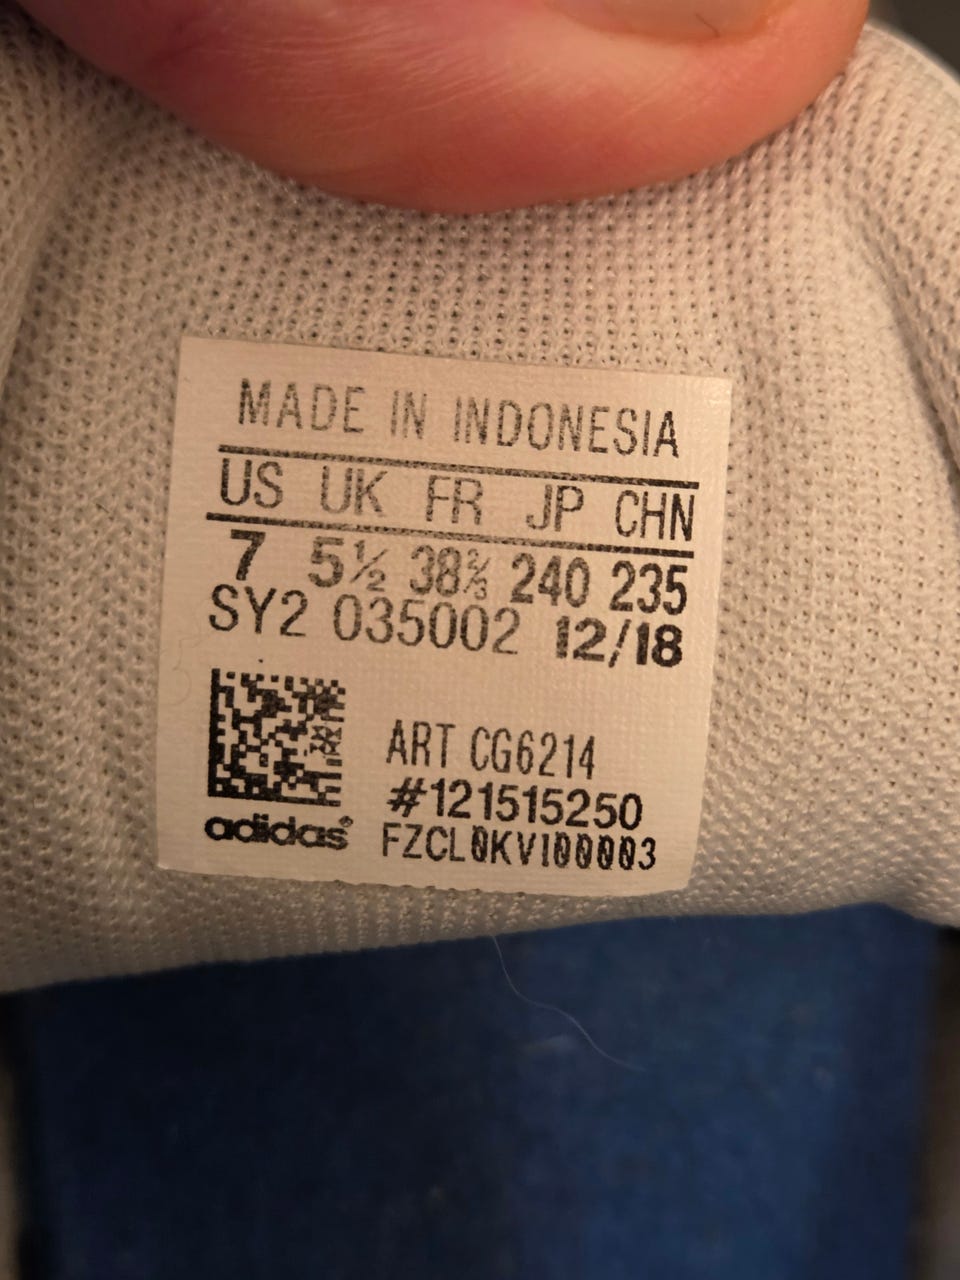 MADE IN INDONESIA
US UK FR JP CHN
7 5½ 38⅔ 240 235
SY2 035002 12/18
ART CG6214
#121515250
adidas® FZCL0KVI00003